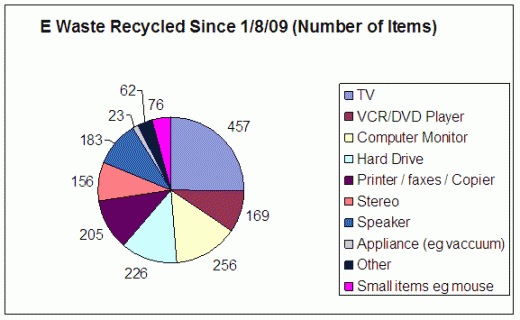 E Waste Recycled Since 1/8/09 (Number of Items)
62
76
23
457
183
156
169
205
226
256
TV
VCR/DVD Player
Computer Monitor
Hard Drive
Printer / faxes / Copier
Stereo
Speaker
Appliance (eg vaccuum)
Other
Small items eg mouse